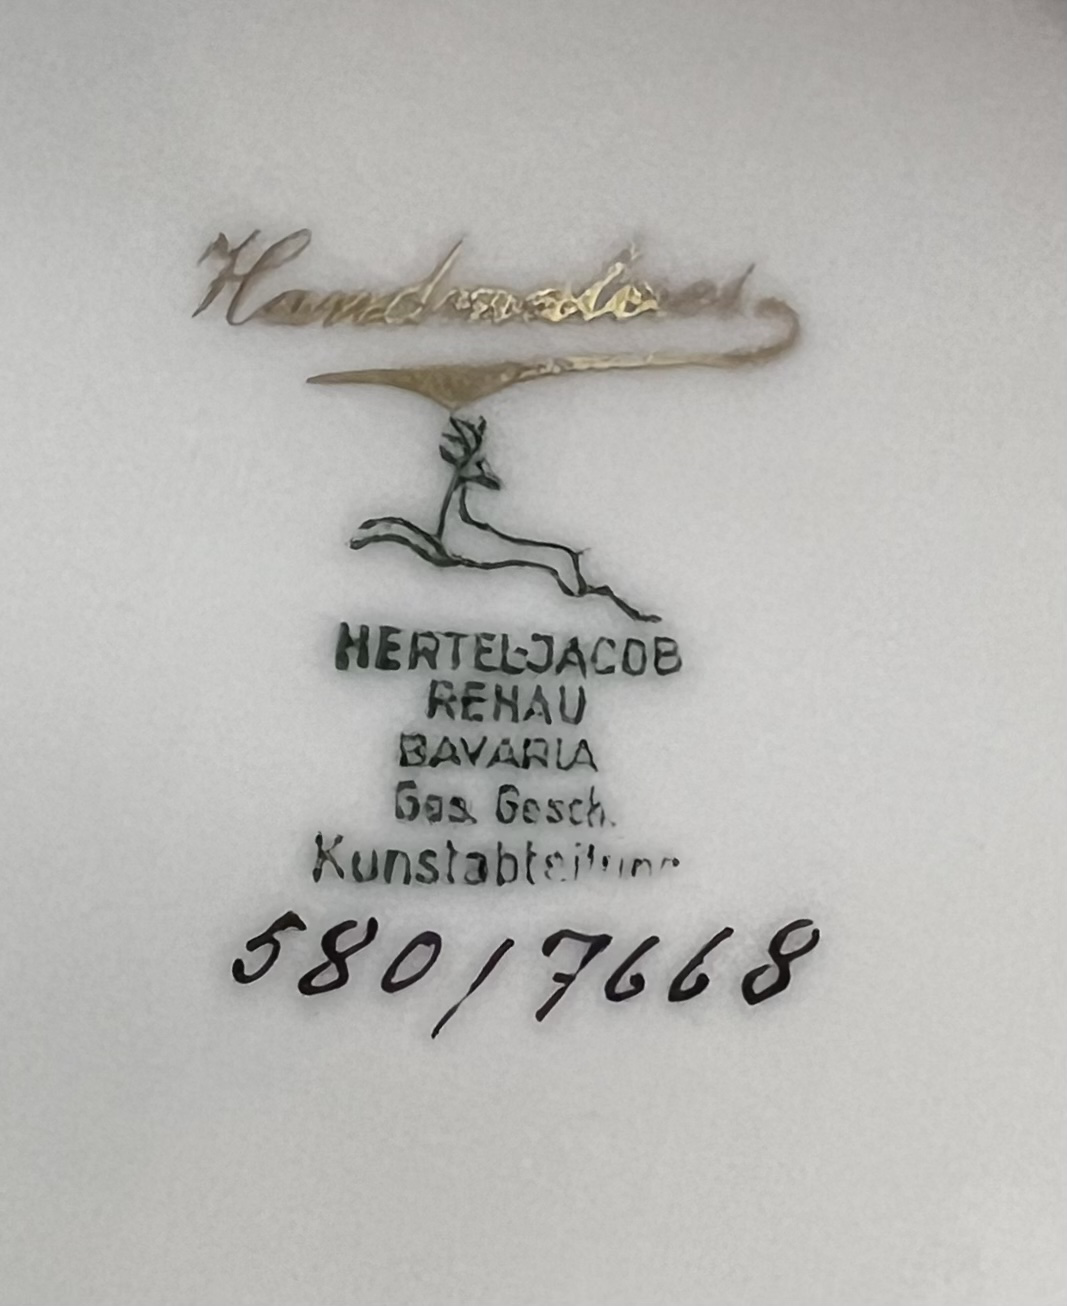 Handmalerei
HERTEL-JACOB
REHAU
BAVARIA
Ges. Gesch.
Kunstabteilung
580/7668